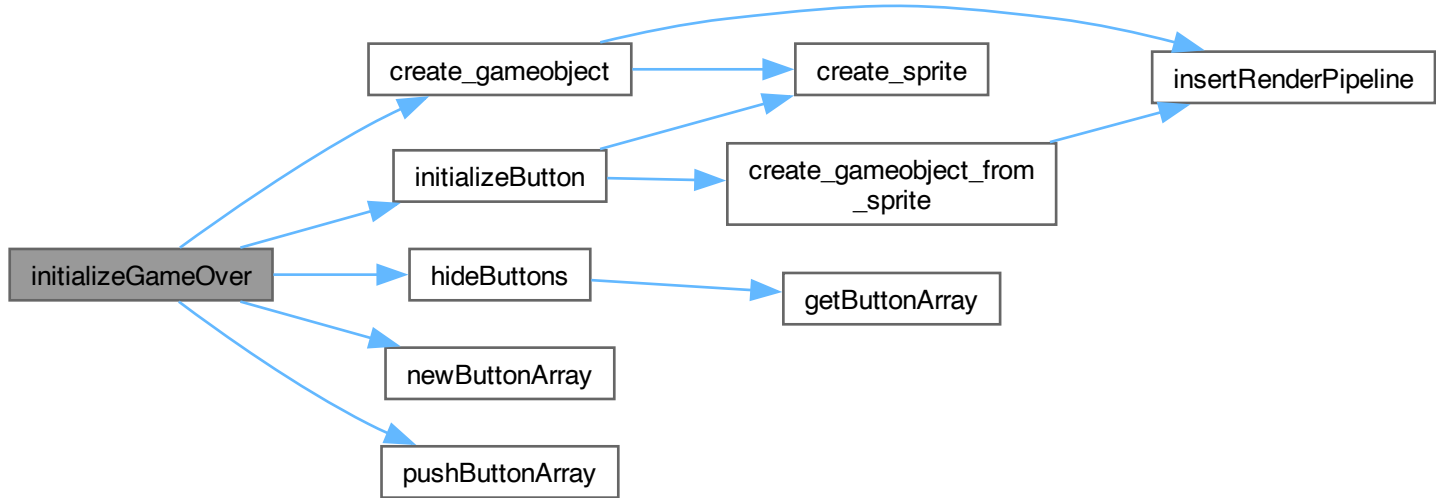 create_gameobject
create_sprite
insertRenderPipeline
initializeButton
create_gameobject_from
_sprite
initializeGameOver
hideButtons
getButtonArray
newButtonArray
pushButtonArray